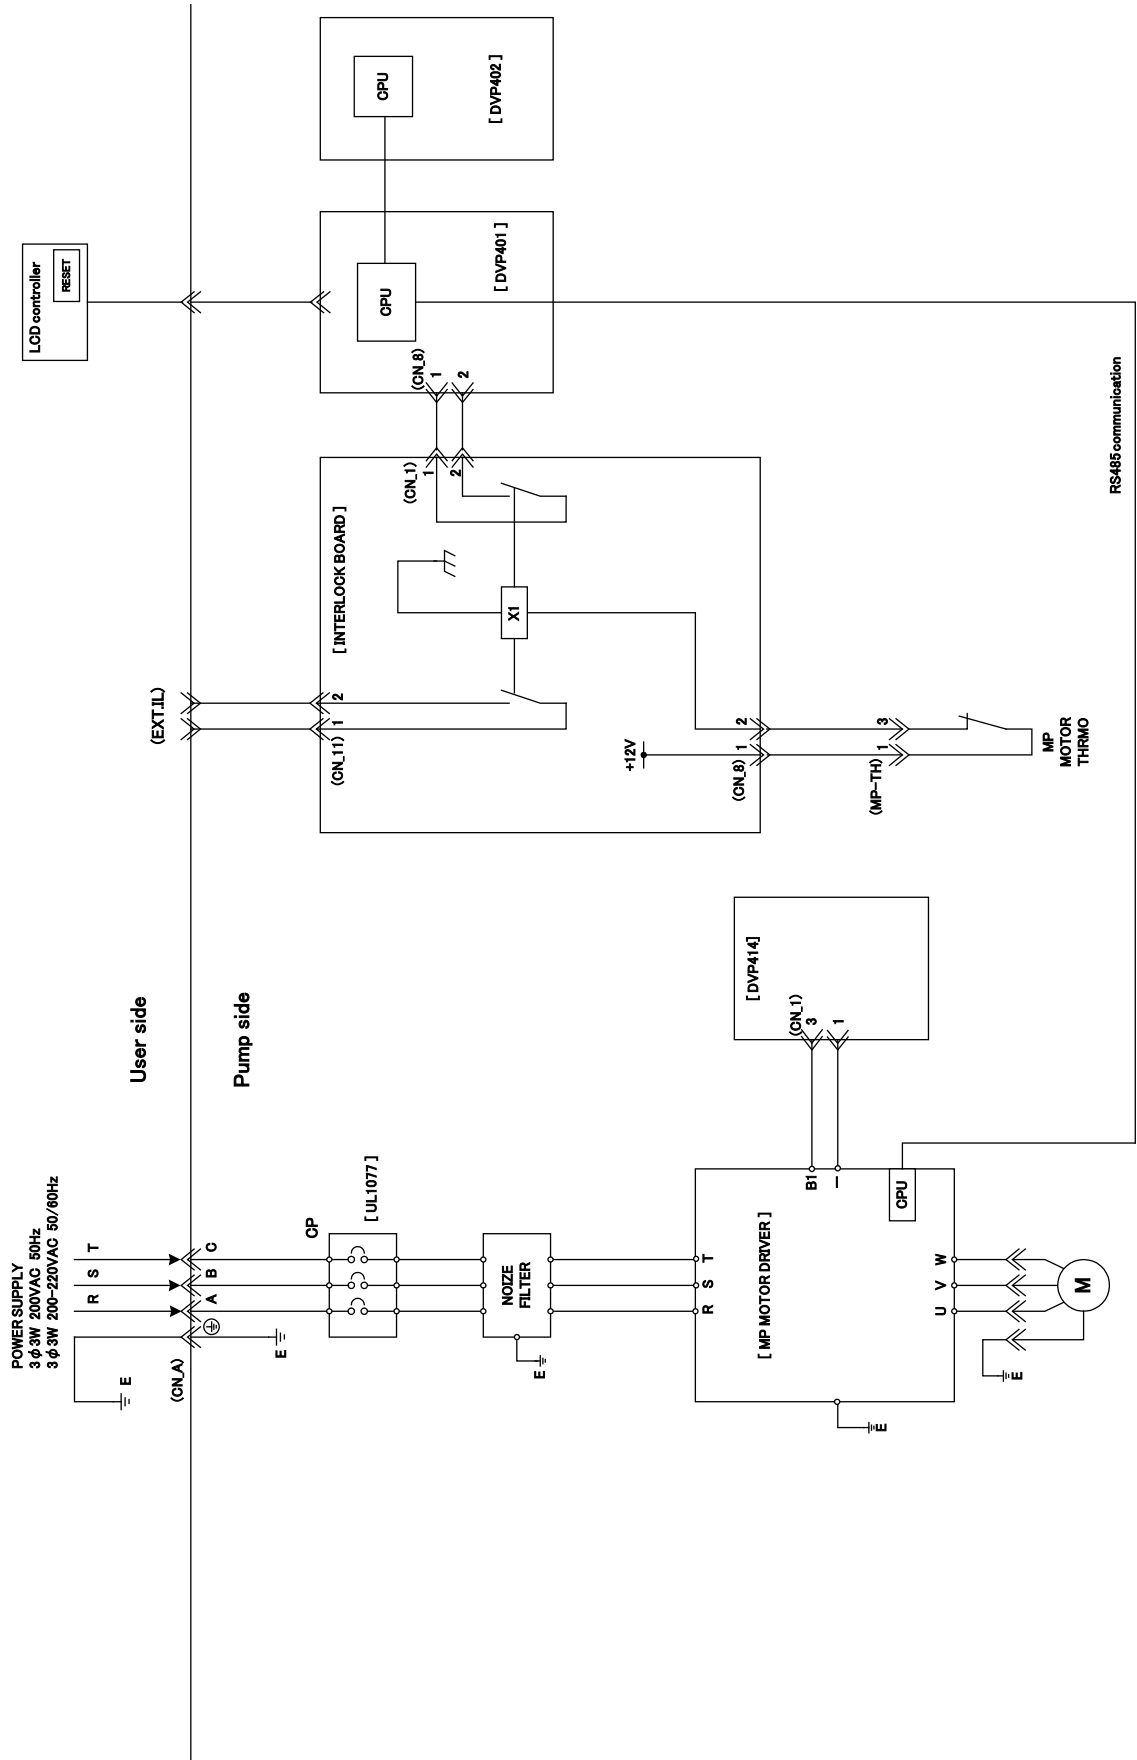 POWER SUPPLY
3φ3W 200VAC 50Hz
3φ3W 200-220VAC 50/60Hz
R
S
T
E
(CN_A)
A
B
C
E
User side
Pump side
CP
[ UL1077 ]
NOIZE
FILTER
E
R
S
T
[ MP MOTOR DRIVER ]
B1
-
CPU
U
V
W
E
E
M
[ DVP414]
(CN_1)
3
1
(EXT.IL)
(CN_11)
1
2
[ INTERLOCK BOARD ]
X1
+12V
(CN_8)
1
2
(MP-TH)
1
3
MP
MOTOR
THRMO
(CN_1)
1
2
(CN_8)
1
2
LCD controller
RESET
CPU
[ DVP401 ]
CPU
[ DVP402 ]
RS485 communication